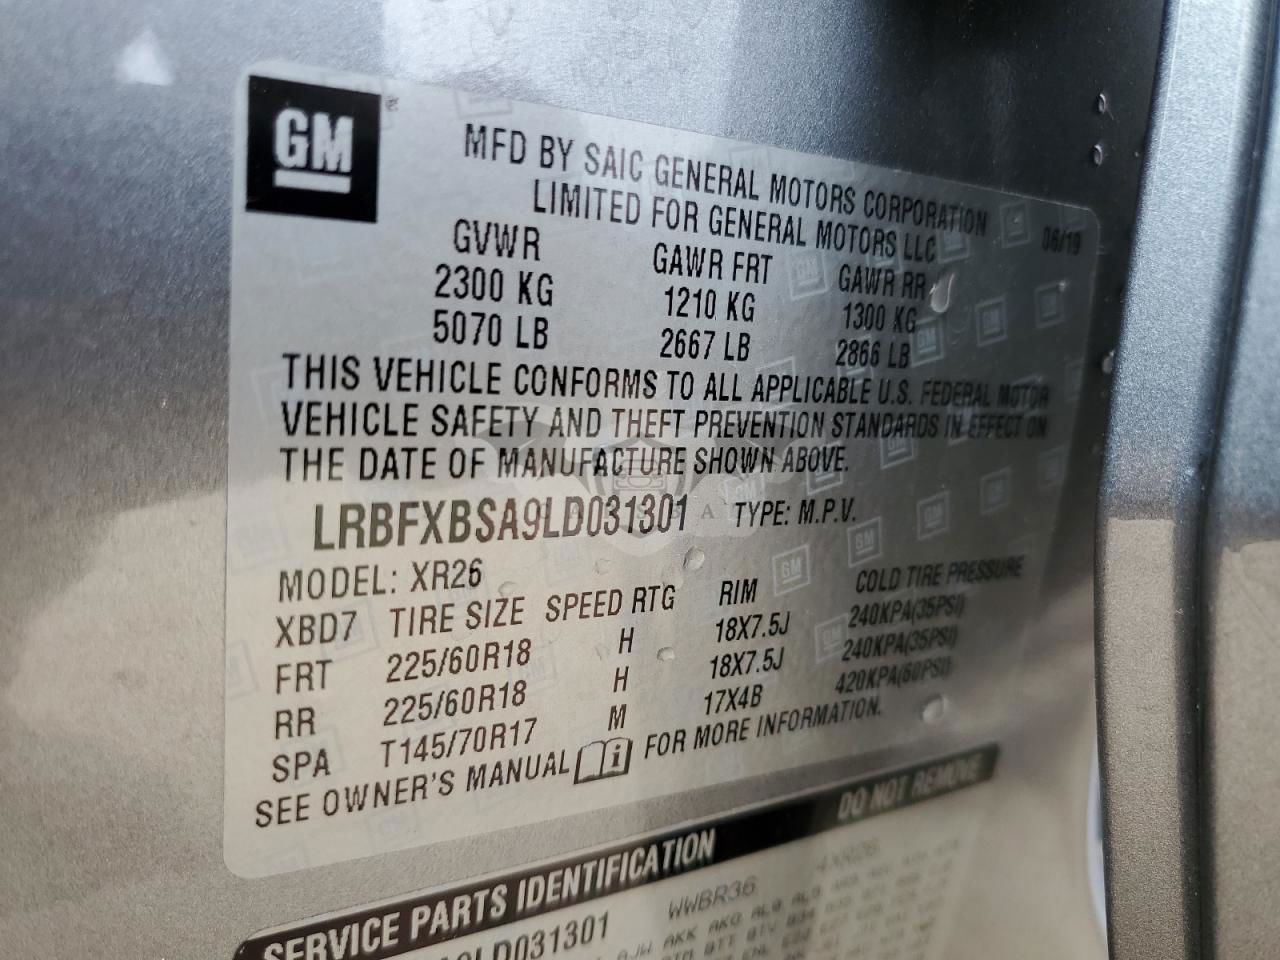 GM
MFD BY SAIC GENERAL MOTORS CORPORATION
LIMITED FOR GENERAL MOTORS LLC
06/19
GVWR GAWR FRT GAWR RR
2300 KG 1210 KG 1300 KG
5070 LB 2667 LB 2866 LB
THIS VEHICLE CONFORMS TO ALL APPLICABLE U.S. FEDERAL MOTOR
VEHICLE SAFETY AND THEFT PREVENTION STANDARDS IN EFFECT ON
THE DATE OF MANUFACTURE SHOWN ABOVE.
LRBFXBSA9LD031301 TYPE: M.P.V.
MODEL: XR26
XBD7 TIRE SIZE SPEED RTG RIM COLD TIRE PRESSURE
FRT 225/60R18 H 18X7.5J 240KPA(35PSI)
RR 225/60R18 H 18X7.5J 240KPA(35PSI)
SPA T145/70R17 M 17X4B 420KPA(60PSI)
SEE OWNER'S MANUAL i FOR MORE INFORMATION.
SERVICE PARTS IDENTIFICATION DO NOT REMOVE
A9LD031301 WWBR36 4XR26